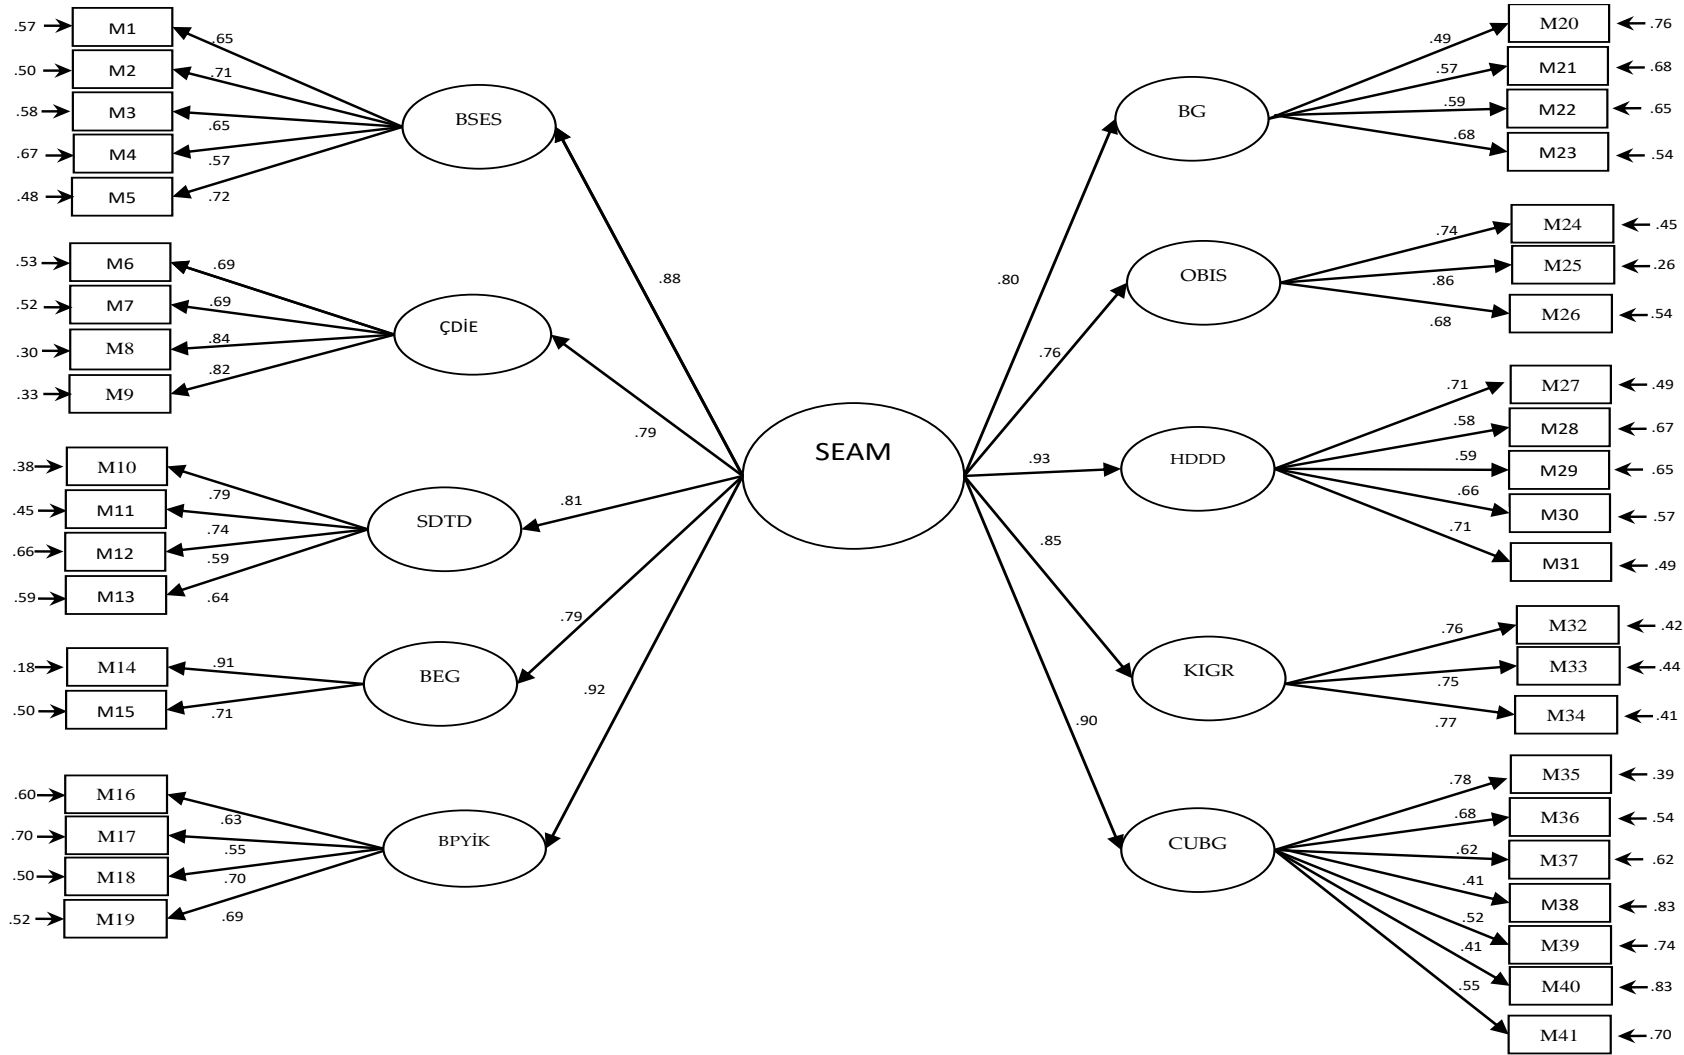 .57 M1 .65
.50 M2 .71
.58 M3 .65
.67 M4 .57
.48 M5 .72
BSES
.88
.53 M6 .69
.52 M7 .69
.30 M8 .84
.33 M9 .82
ÇDİE
.79
.38 M10 .79
.45 M11 .74
.66 M12 .59
.59 M13 .64
SDTD
.81
.18 M14 .91
.50 M15 .71
BEG
.79
.60 M16 .63
.70 M17 .55
.50 M18 .70
.52 M19 .69
BPYİK
.92
SEAM
.80
BG
.49 M20 .76
.57 M21 .68
.59 M22 .65
.68 M23 .54
.76
OBIS
.74 M24 .45
.86 M25 .26
.68 M26 .54
.93
HDDD
.71 M27 .49
.58 M28 .67
.59 M29 .65
.66 M30 .57
.71 M31 .49
.85
KIGR
.76 M32 .42
.75 M33 .44
.77 M34 .41
.90
CUBG
.78 M35 .39
.68 M36 .54
.62 M37 .62
.41 M38 .83
.52 M39 .74
.41 M40 .83
.55 M41 .70